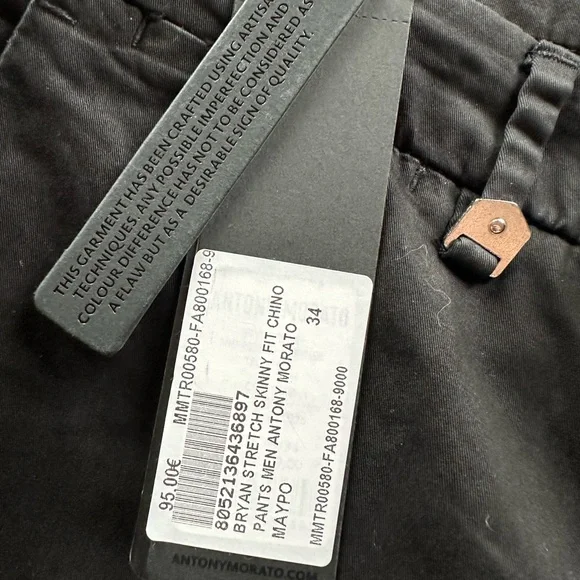 THIS GARMENT HAS BEEN CRAFTED USING ARTISA
TECHNIQUES. ANY POSSIBLE IMPERFECTION AND
COLOUR DIFFERENCE HAS NOT TO BE CONSIDERED AS
A FLAW BUT AS A DESIRABLE SIGN OF QUALITY.
95.00€ MMTR00580-FA800168-9
8052136436897
BRYAN STRETCH SKINNY FIT CHINO
PANTS MEN ANTONY MORATO
MAYPO 34
MMTR00580-FA800168-9000
ANTONYMORATO.COM